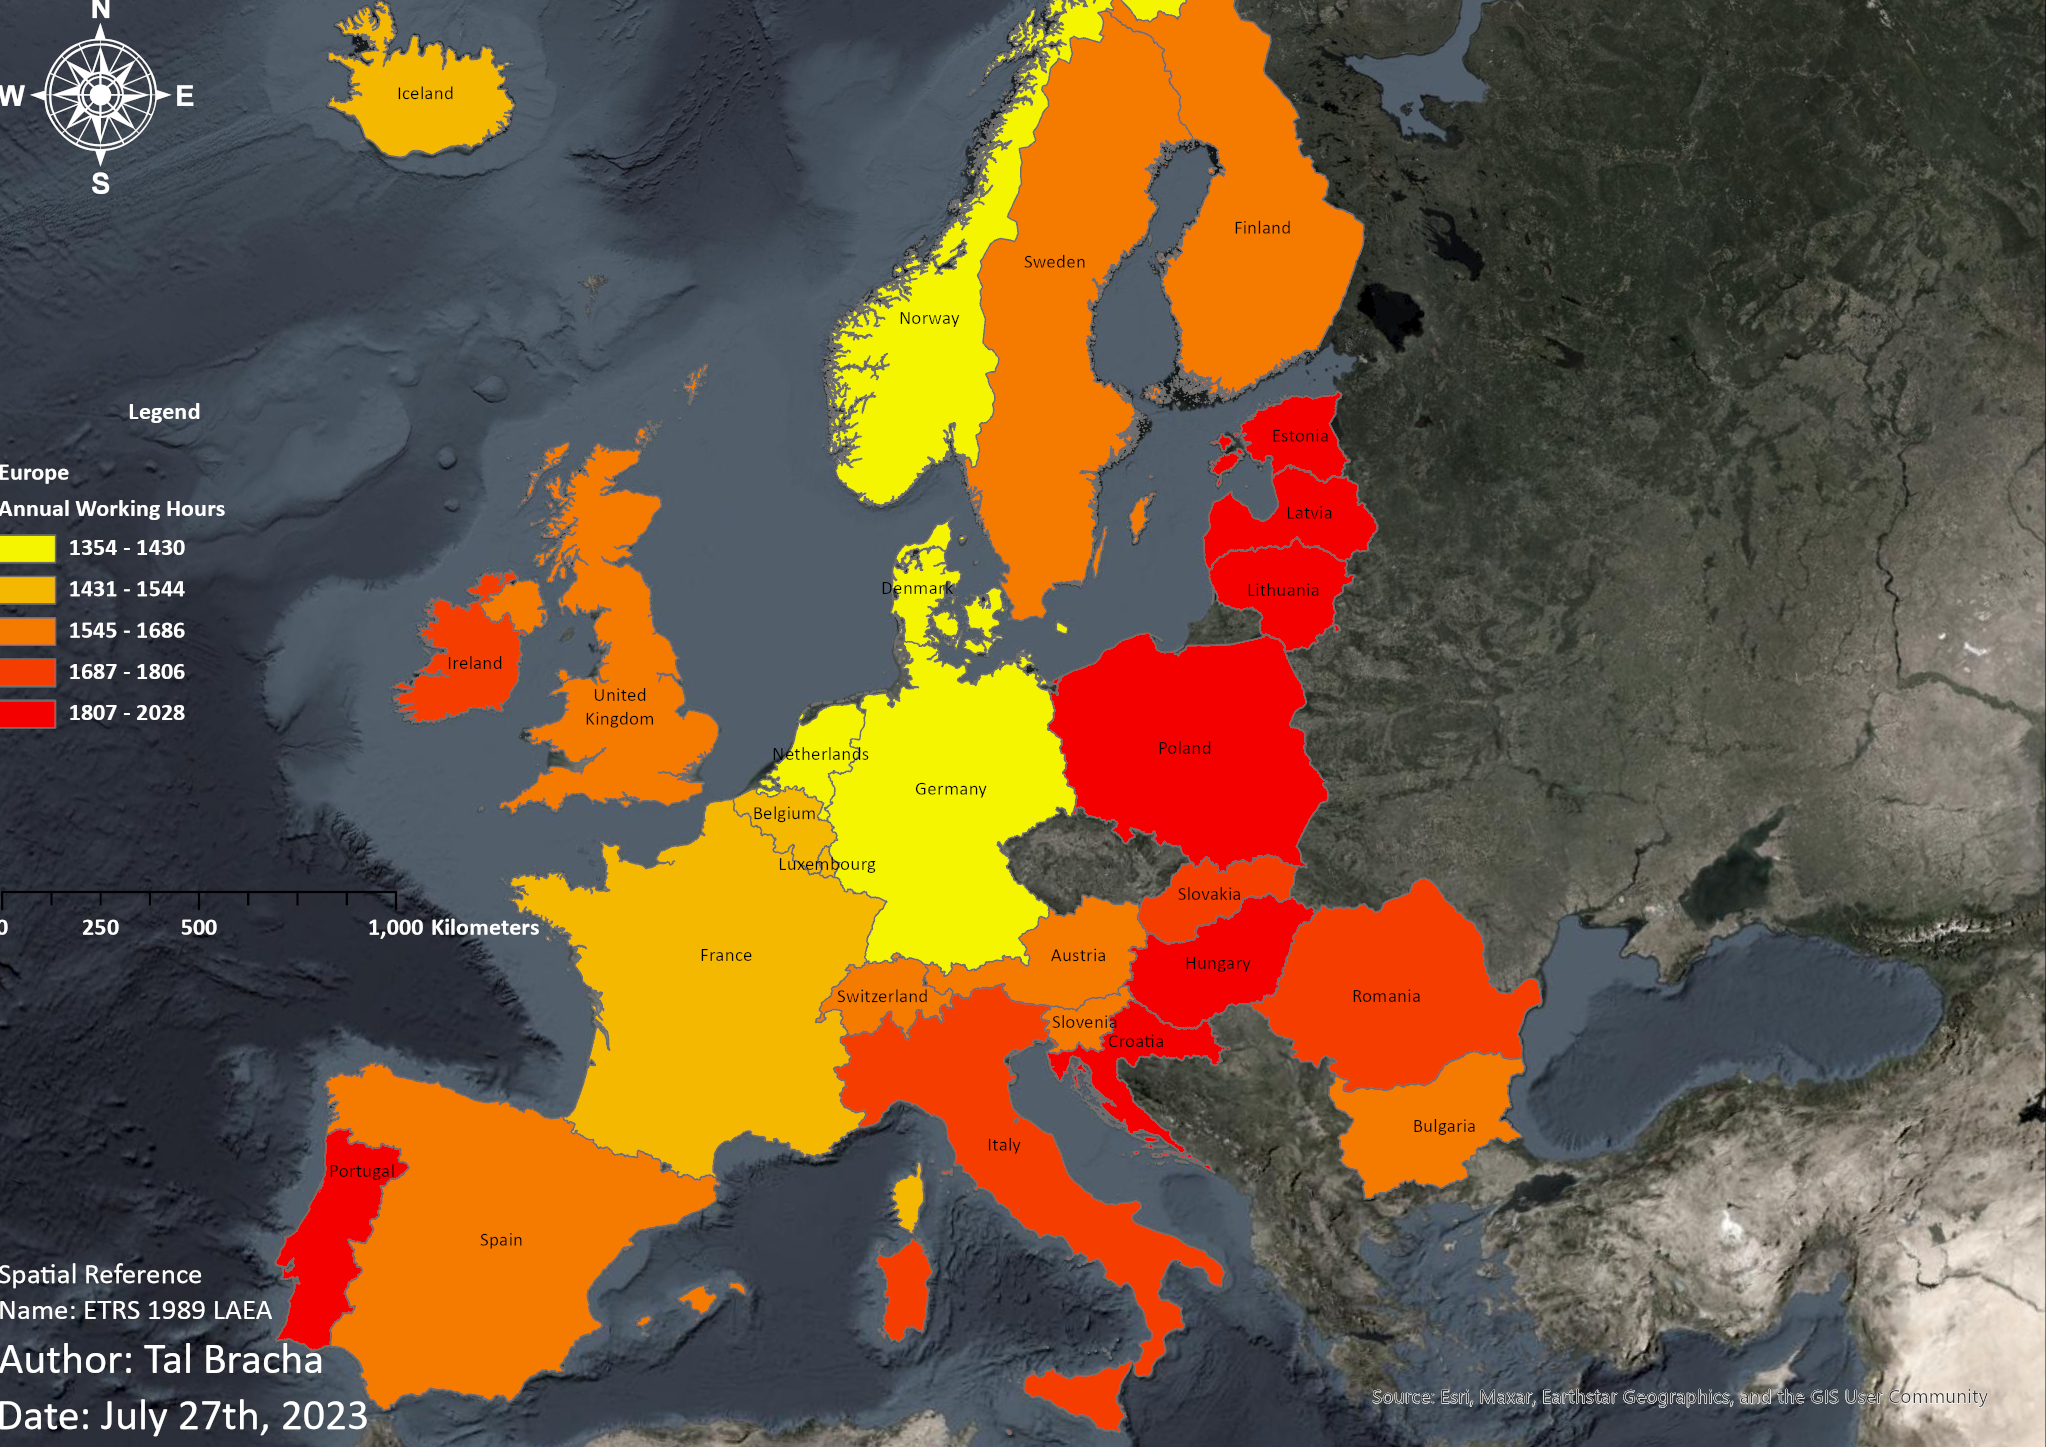 N
W E
S
Iceland
Finland
Sweden
Norway
Legend
Estonia
Europe
Annual Working Hours
Latvia
1354 - 1430
1431 - 1544
Denmark
Lithuania
1545 - 1686
Ireland
1687 - 1806
United
Kingdom
1807 - 2028
Netherlands
Poland
Germany
Belgium
Luxembourg
Slovakia
0 250 500 1,000 Kilometers
France
Austria
Hungary
Switzerland
Romania
Slovenia
Croatia
Bulgaria
Italy
Portugal
Spain
Spatial Reference
Name: ETRS 1989 LAEA
Author: Tal Bracha
Source: Esri, Maxar, Earthstar Geographics, and the GIS User Community
Date: July 27th, 2023